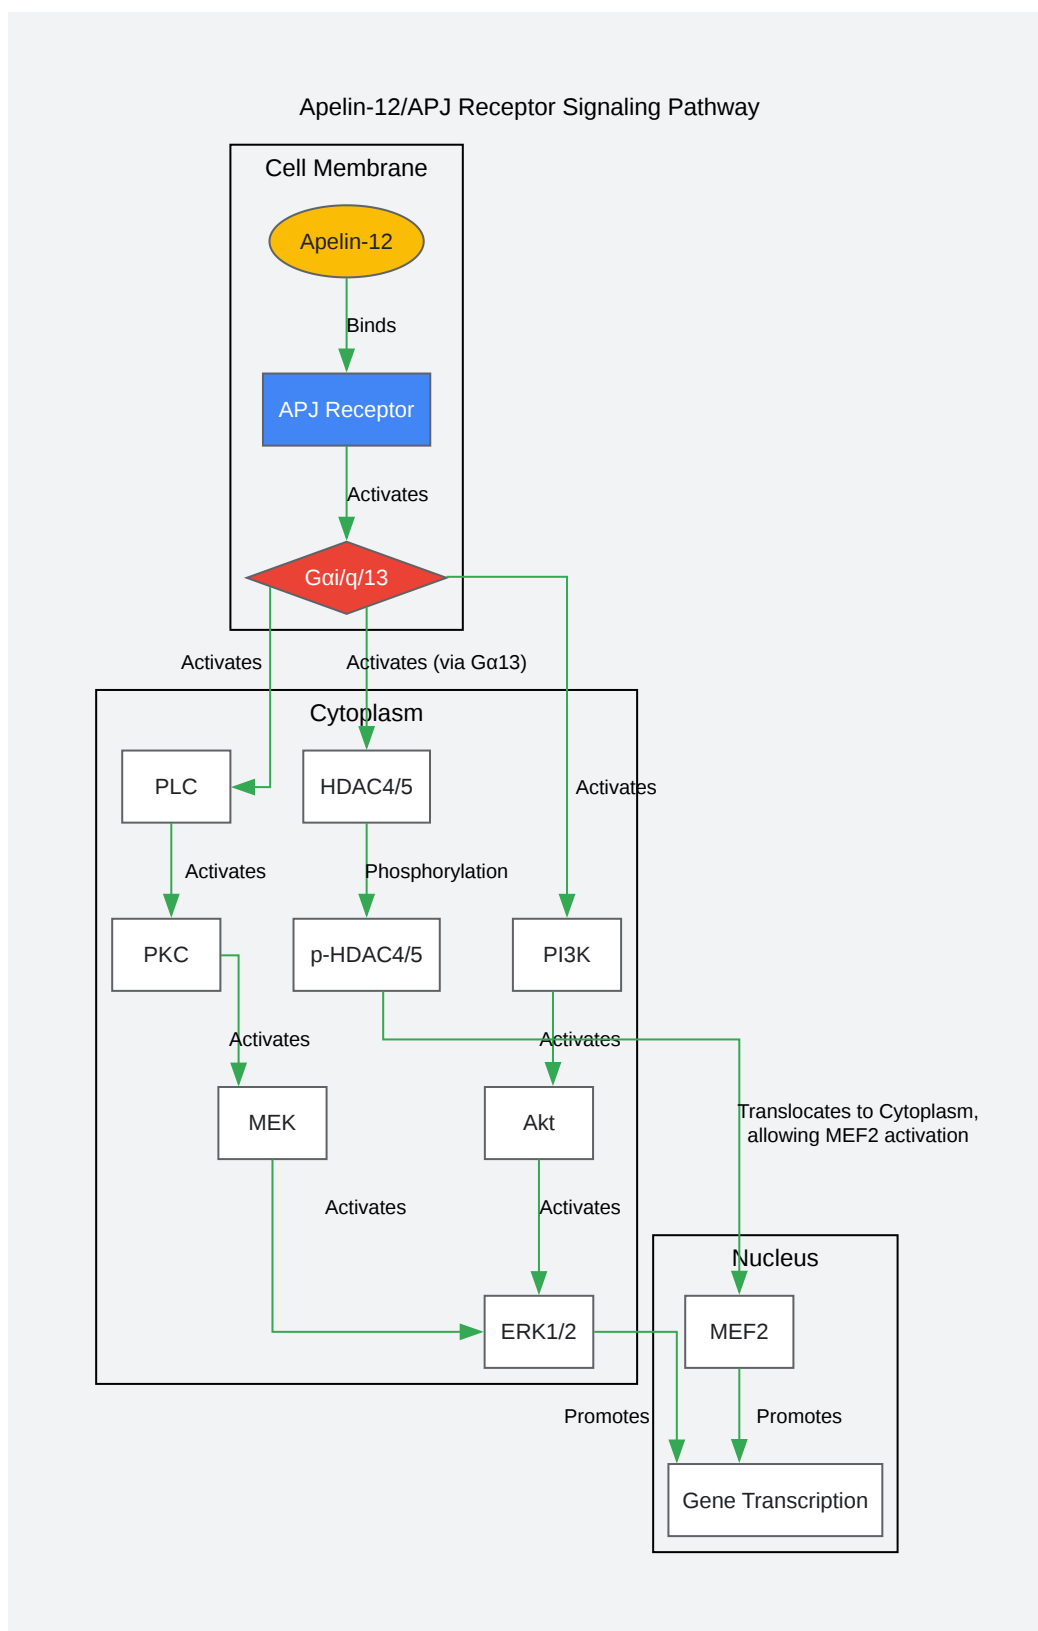 Apelin-12/APJ Receptor Signaling Pathway
Cell Membrane
Apelin-12
Binds
APJ Receptor
Activates
Gαi/q/13
Activates
Activates (via Gα13)
Cytoplasm
PLC
HDAC4/5
Activates
Activates
Phosphorylation
PKC
p-HDAC4/5
PI3K
Activates
Activates
MEK
Akt
Translocates to Cytoplasm,
allowing MEF2 activation
Activates
Activates
Nucleus
ERK1/2
MEF2
Promotes
Promotes
Gene Transcription